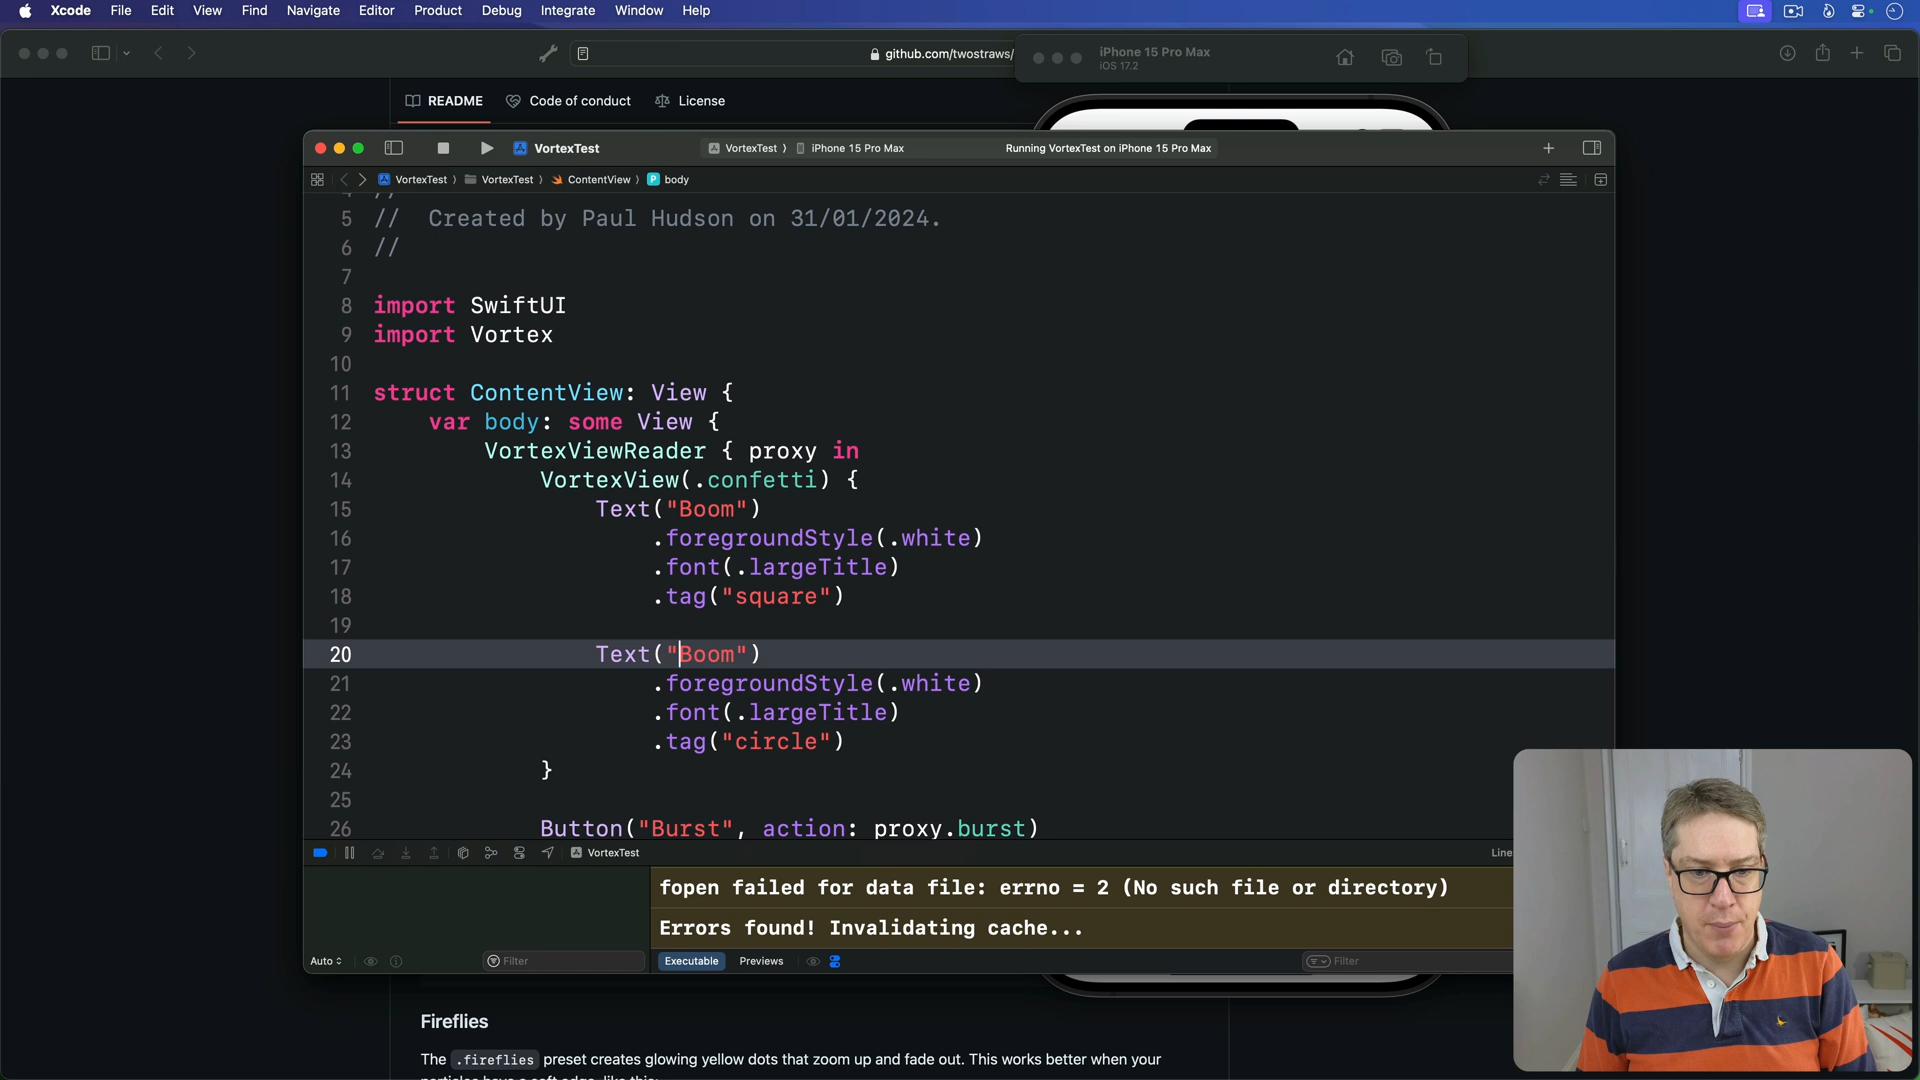 Xcode File Edit View Find Navigate Editor Product Debug Integrate Window Help
github.com/twostraws/
iPhone 15 Pro Max
iOS 17.2
README Code of conduct License
VortexTest
VortexTest iPhone 15 Pro Max
Running VortexTest on iPhone 15 Pro Max
VortexTest VortexTest ContentView P body
5 //  Created by Paul Hudson on 31/01/2024.
6 //
7
8 import SwiftUI
9 import Vortex
10
11 struct ContentView: View {
12 var body: some View {
13 VortexViewReader { proxy in
14 VortexView(.confetti) {
15 Text("Boom")
16 .foregroundStyle(.white)
17 .font(.largeTitle)
18 .tag("square")
19
20 Text("Boom")
21 .foregroundStyle(.white)
22 .font(.largeTitle)
23 .tag("circle")
24 }
25
26 Button("Burst", action: proxy.burst)
VortexTest
Line
fopen failed for data file: errno = 2 (No such file or directory)
Errors found! Invalidating cache...
Auto Filter Executable Previews Filter
Fireflies
The .fireflies preset creates glowing yellow dots that zoom up and fade out. This works better when your